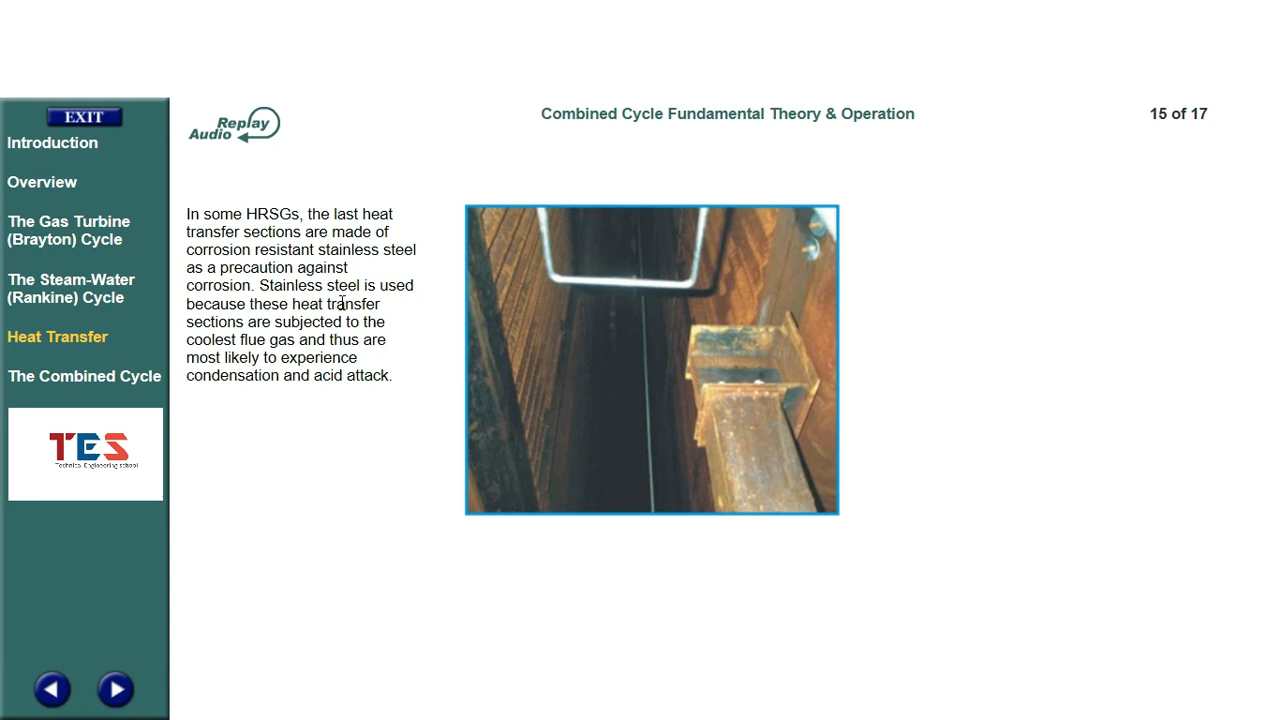 EXIT
Introduction
Overview
The Gas Turbine
(Brayton) Cycle
The Steam-Water
(Rankine) Cycle
Heat Transfer
The Combined Cycle
TES
Technical Engineering school
Replay
Audio
Combined Cycle Fundamental Theory & Operation
15 of 17
In some HRSGs, the last heat
transfer sections are made of
corrosion resistant stainless steel
as a precaution against
corrosion. Stainless steel is used
because these heat transfer
sections are subjected to the
coolest flue gas and thus are
most likely to experience
condensation and acid attack.